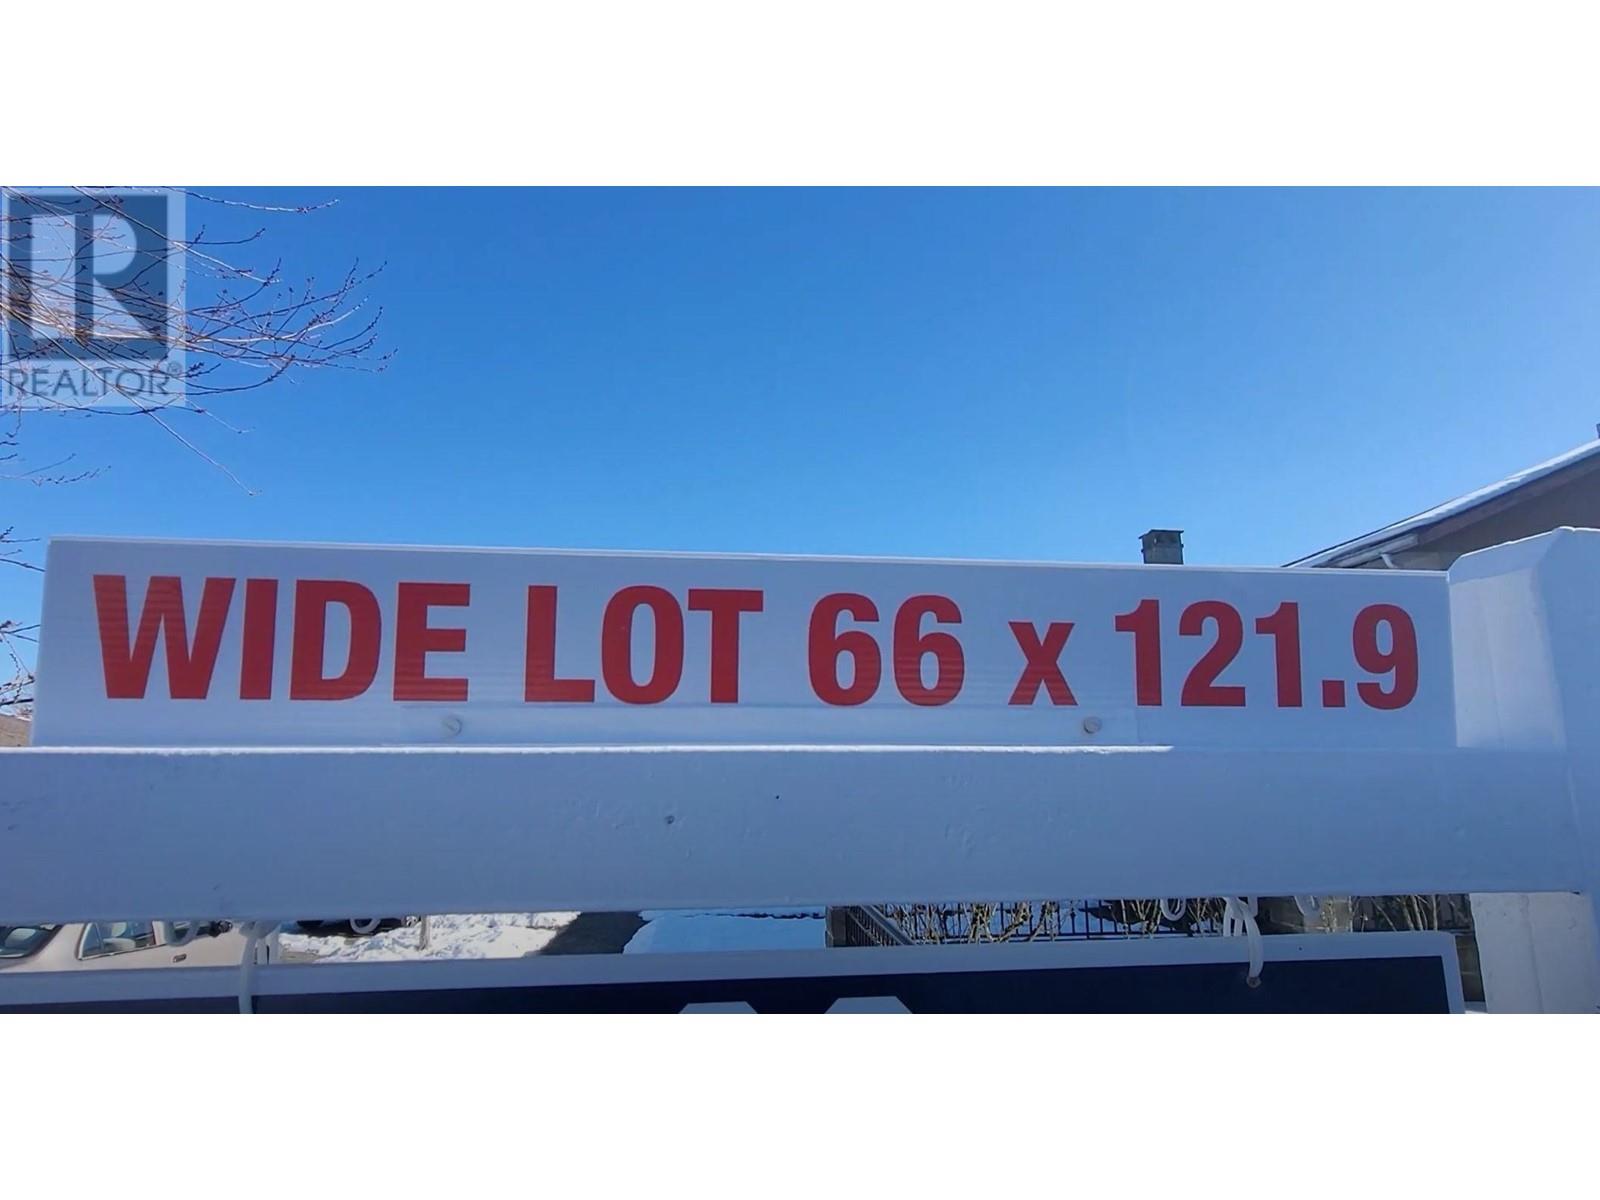 REALTOR®
WIDE LOT 66 x 121.9